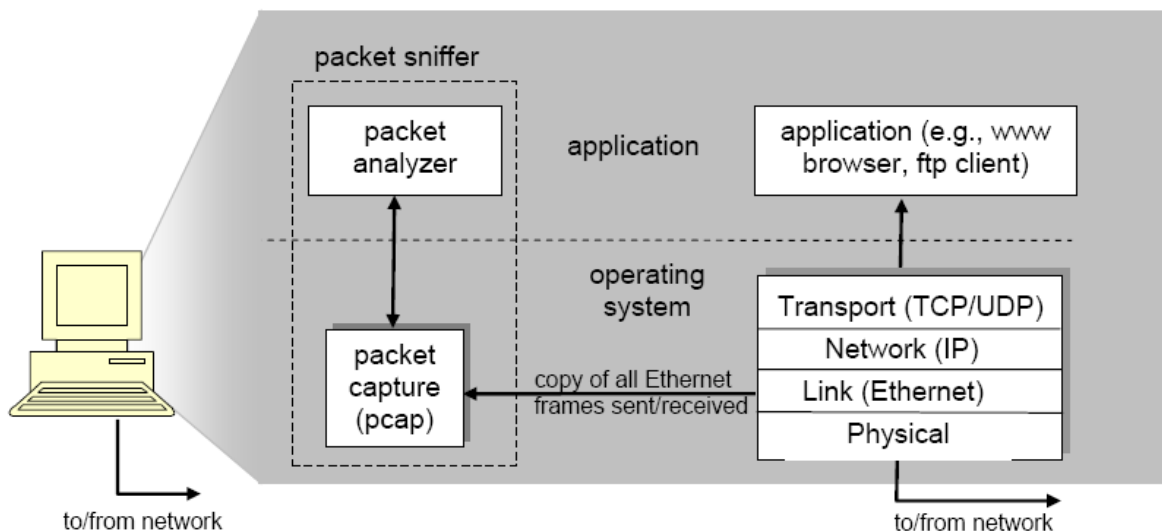 packet sniffer
packet
analyzer
application
application (e.g., www
browser, ftp client)
operating
system
packet
capture
(pcap)
copy of all Ethernet
frames sent/received
Transport (TCP/UDP)
Network (IP)
Link (Ethernet)
Physical
to/from network
to/from network